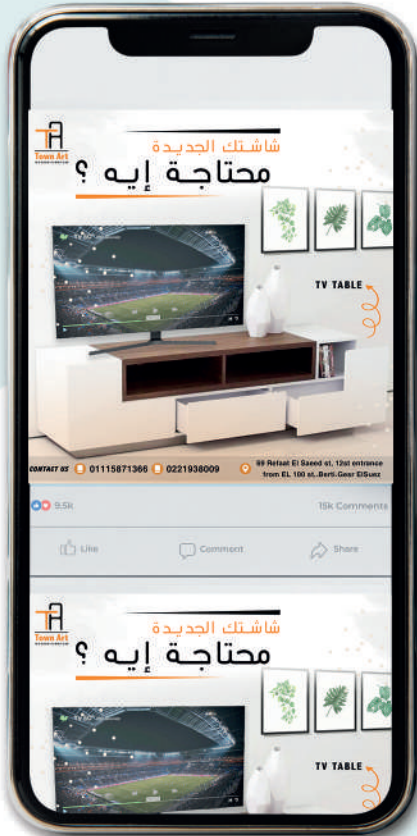 Town Art
شاشتك الجديدة
محتاجة إيه ؟
TV TABLE
CONTACT US 01115871366 0221938009
99 Refaat El Saeed st, 12st entrance
from EL 100 st,.Berti-Gesr ElSuez
9.5k 15k Comments
Like Comment Share
Town Art
شاشتك الجديدة
محتاجة إيه ؟
TV TABLE